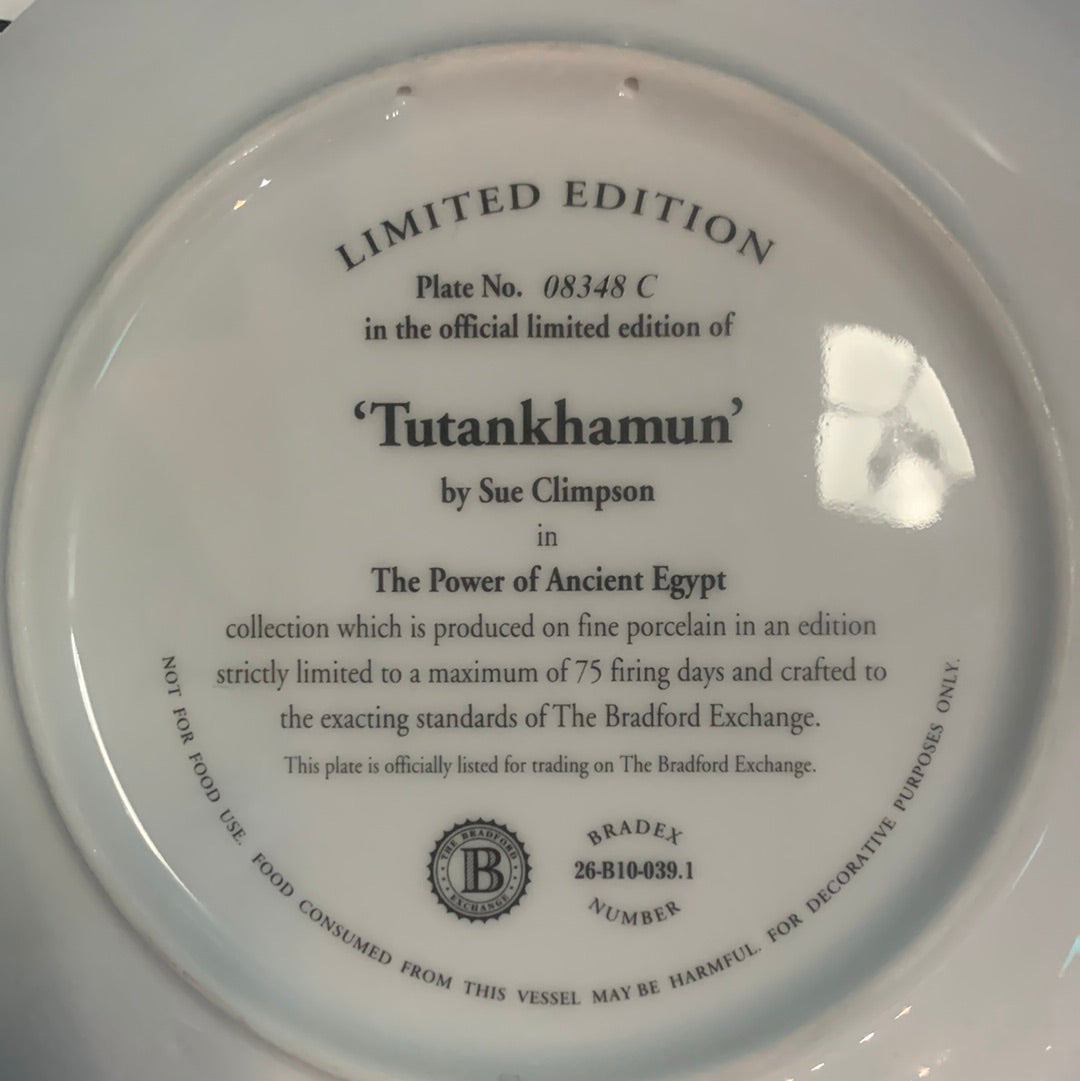 LIMITED EDITION
Plate No. 08348 C
in the official limited edition of
‘Tutankhamun’
by Sue Climpson
in
The Power of Ancient Egypt
collection which is produced on fine porcelain in an edition
strictly limited to a maximum of 75 firing days and crafted to
the exacting standards of The Bradford Exchange.
This plate is officially listed for trading on The Bradford Exchange.
THE BRADFORD
B
EXCHANGE
BRADEX
26-B10-039.1
NUMBER
NOT FOR FOOD USE. FOOD CONSUMED FROM THIS VESSEL MAY BE HARMFUL. FOR DECORATIVE PURPOSES ONLY.